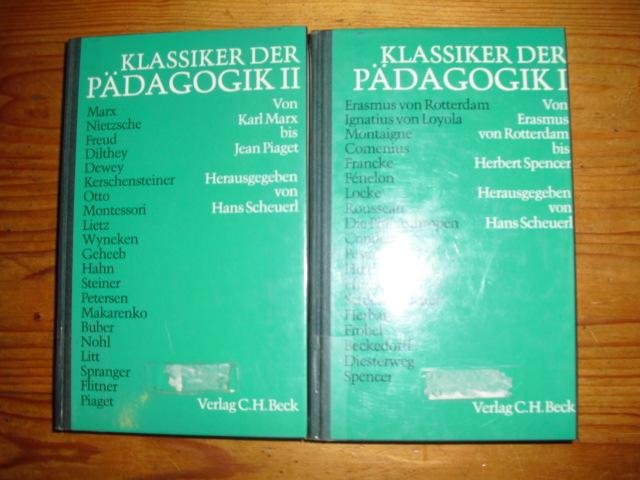 KLASSIKER DER
PÄDAGOGIK II
Von
Karl Marx
bis
Jean Piaget
Herausgegeben
von
Hans Scheuerl
Marx
Nietzsche
Freud
Dilthey
Dewey
Kerschensteiner
Otto
Montessori
Lietz
Wyneken
Geheeb
Hahn
Steiner
Petersen
Makarenko
Buber
Nohl
Litt
Spranger
Flitner
Piaget
Verlag C.H. Beck
KLASSIKER DER
PÄDAGOGIK I
Von
Erasmus
von Rotterdam
bis
Herbert Spencer
Herausgegeben
von
Hans Scheuerl
Erasmus von Rotterdam
Ignatius von Loyola
Montaigne
Comenius
Francke
Fénelon
Locke
Rousseau
Die
Herbart
Fröbel
Beckedorff
Diesterweg
Spencer
Verlag C.H. Beck